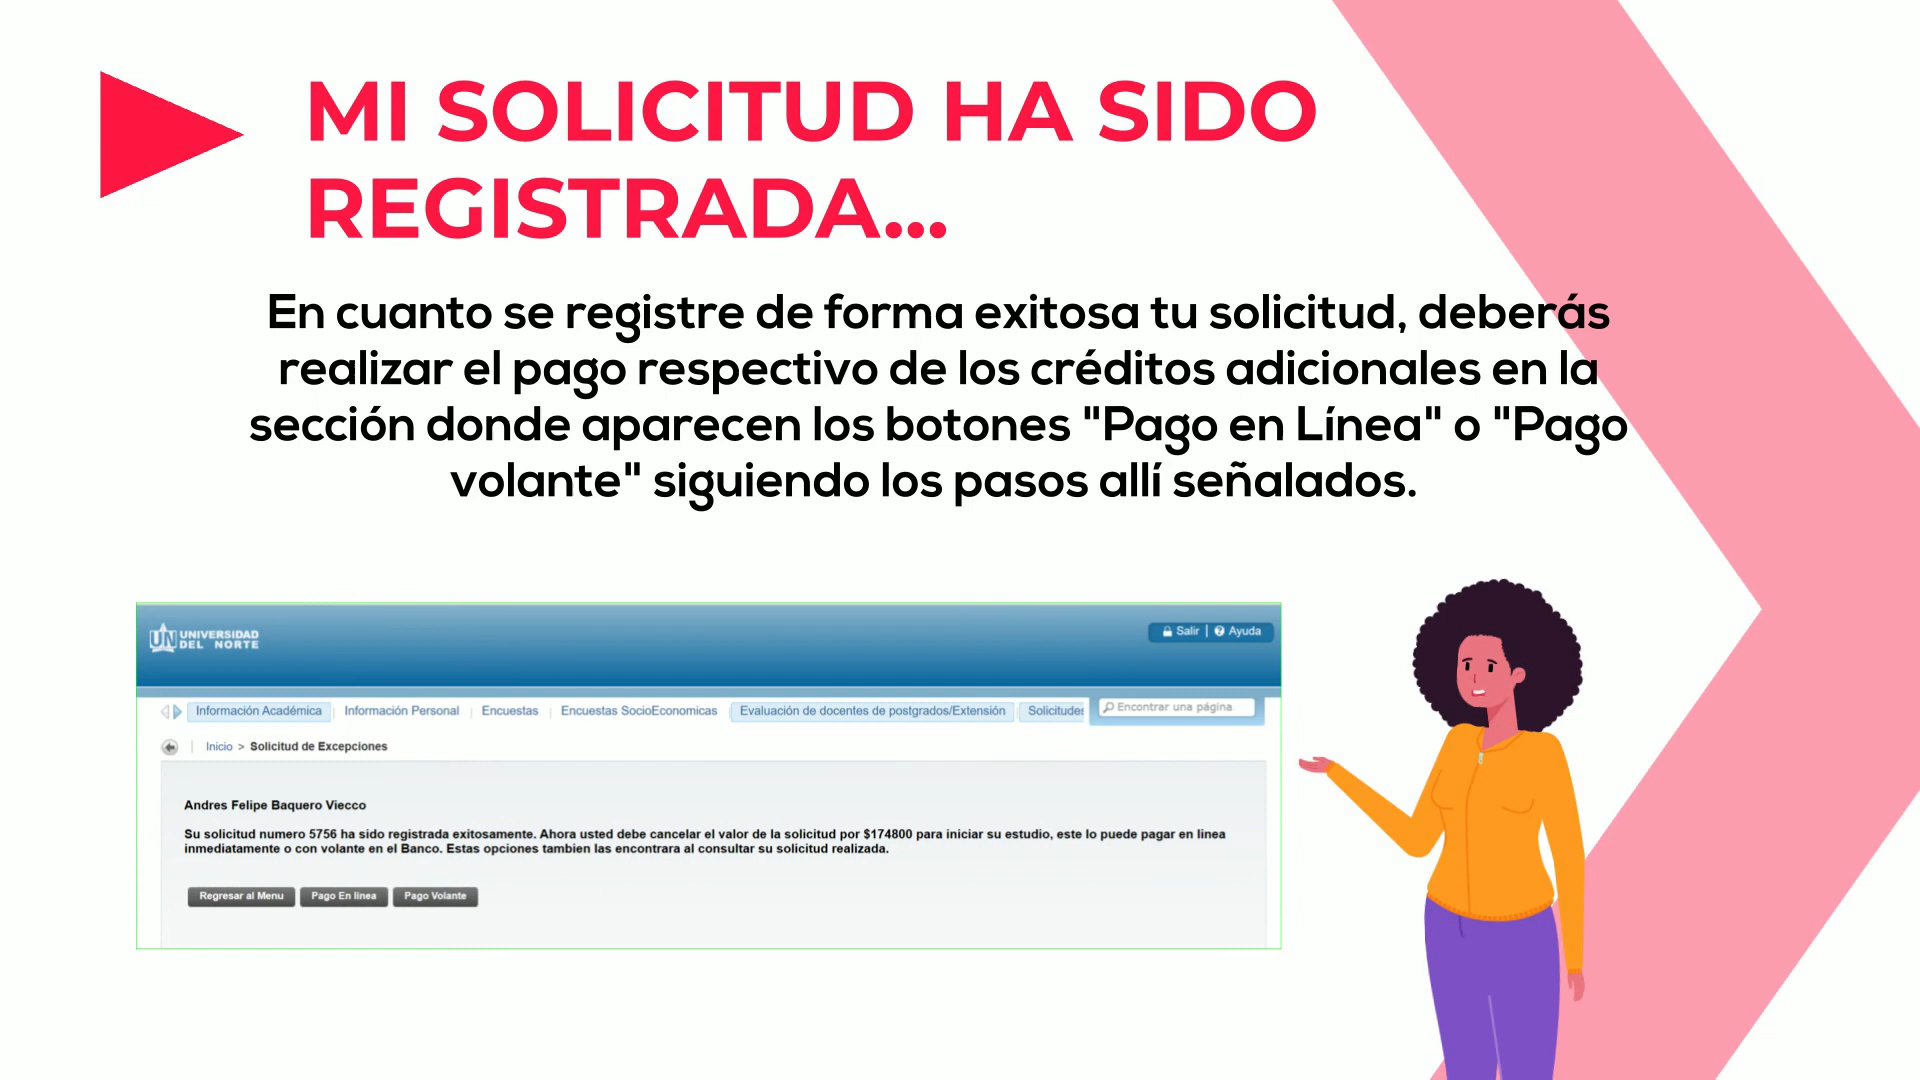 MI SOLICITUD HA SIDO
REGISTRADA...
En cuanto se registre de forma exitosa tu solicitud, deberás
realizar el pago respectivo de los créditos adicionales en la
sección donde aparecen los botones "Pago en Línea" o "Pago
volante" siguiendo los pasos allí señalados.
UN UNIVERSIDAD
DEL NORTE
Salir | Ayuda
Información Académica Información Personal Encuestas Encuestas SocioEconomicas Evaluación de docentes de postgrados/Extensión Solicitudes Encontrar una página
Inicio > Solicitud de Excepciones
Andres Felipe Baquero Viecco
Su solicitud numero 5756 ha sido registrada exitosamente. Ahora usted debe cancelar el valor de la solicitud por $174800 para iniciar su estudio, este lo puede pagar en linea
inmediatamente o con volante en el Banco. Estas opciones tambien las encontrara al consultar su solicitud realizada.
Regresar al Menu Pago En linea Pago Volante